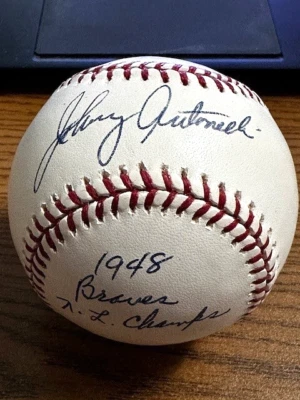 Johnny Antonelli
1948
Braves
N. L. Champs